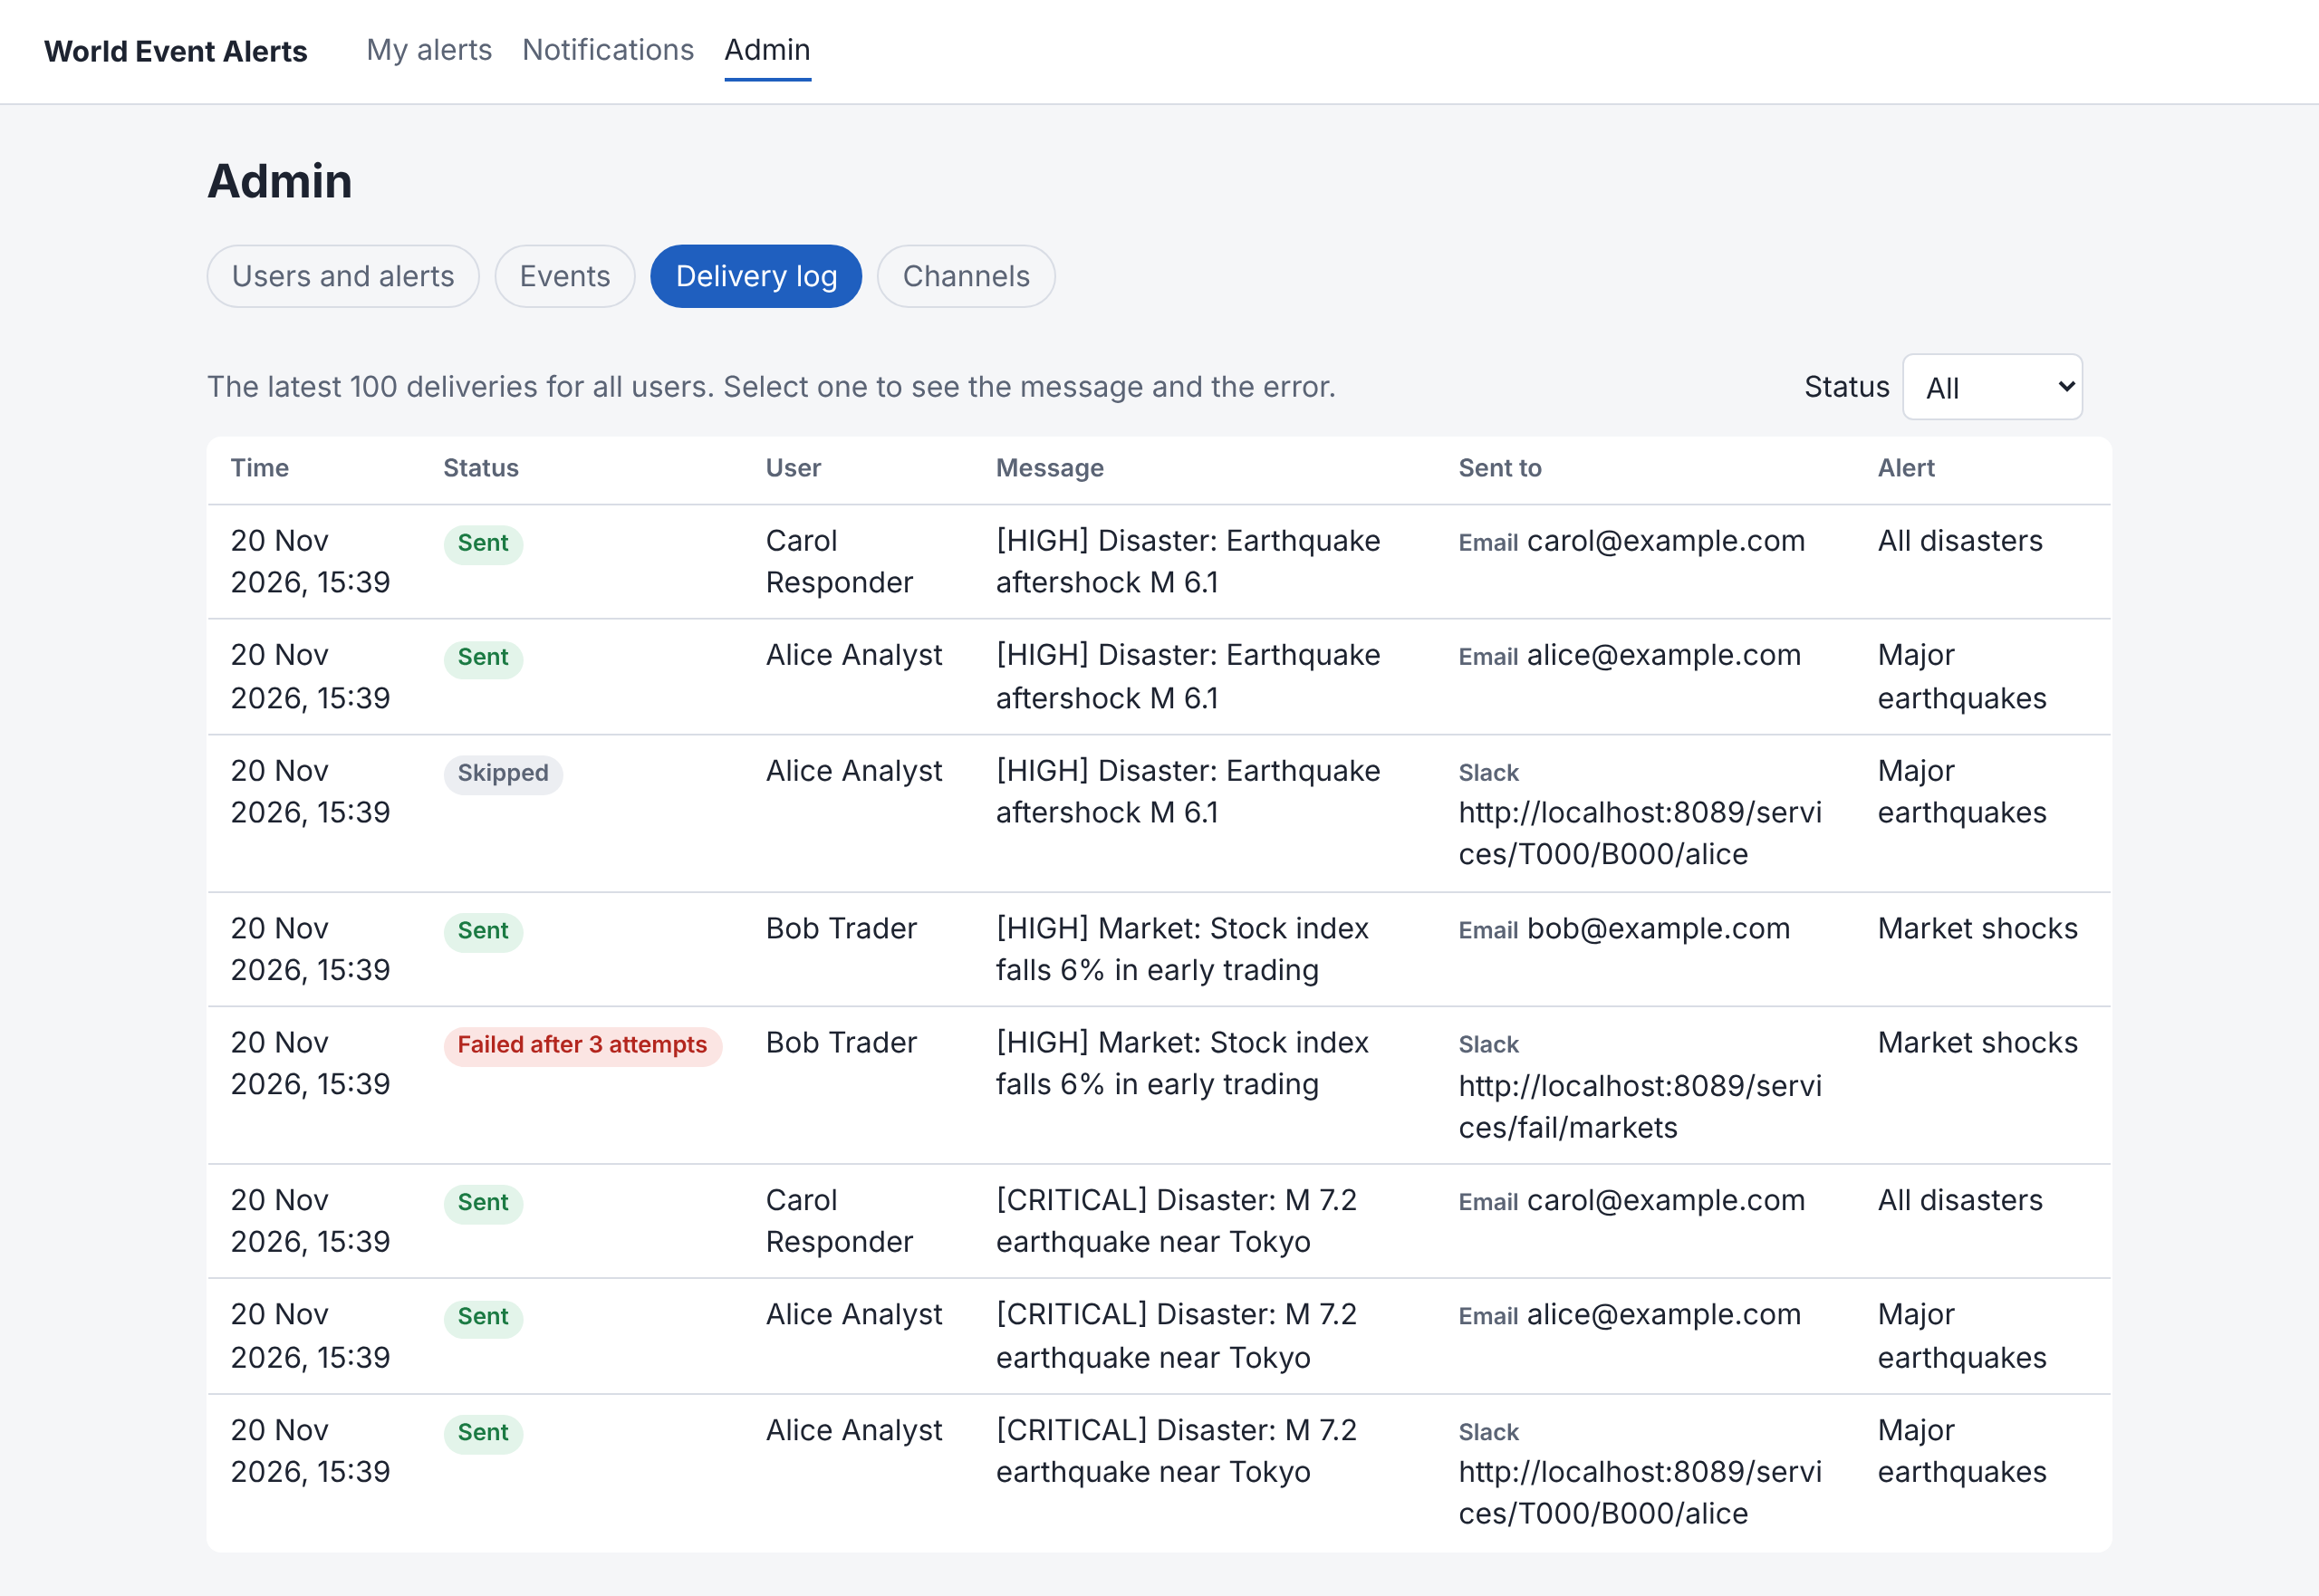 World Event Alerts My alerts Notifications Admin
Admin
Users and alerts Events Delivery log Channels
The latest 100 deliveries for all users. Select one to see the message and the error. Status All
Time Status User Message Sent to Alert
20 Nov Sent Carol [HIGH] Disaster: Earthquake Email carol@example.com All disasters
2026, 15:39 Responder aftershock M 6.1
20 Nov Sent Alice Analyst [HIGH] Disaster: Earthquake Email alice@example.com Major
2026, 15:39 aftershock M 6.1 earthquakes
20 Nov Skipped Alice Analyst [HIGH] Disaster: Earthquake Slack Major
2026, 15:39 aftershock M 6.1 http://localhost:8089/servi earthquakes
ces/T000/B000/alice
20 Nov Sent Bob Trader [HIGH] Market: Stock index Email bob@example.com Market shocks
2026, 15:39 falls 6% in early trading
20 Nov Failed after 3 attempts Bob Trader [HIGH] Market: Stock index Slack Market shocks
2026, 15:39 falls 6% in early trading http://localhost:8089/servi
ces/fail/markets
20 Nov Sent Carol [CRITICAL] Disaster: M 7.2 Email carol@example.com All disasters
2026, 15:39 Responder earthquake near Tokyo
20 Nov Sent Alice Analyst [CRITICAL] Disaster: M 7.2 Email alice@example.com Major
2026, 15:39 earthquake near Tokyo earthquakes
20 Nov Sent Alice Analyst [CRITICAL] Disaster: M 7.2 Slack Major
2026, 15:39 earthquake near Tokyo http://localhost:8089/servi earthquakes
ces/T000/B000/alice